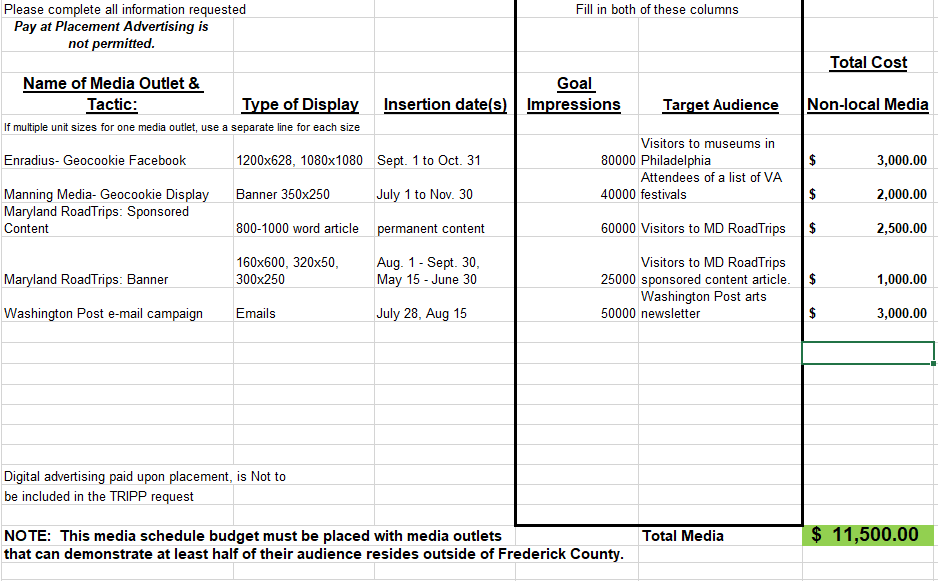 Please complete all information requested
Fill in both of these columns
Pay at Placement Advertising is
not permitted.
Total Cost
Name of Media Outlet &
Tactic:
Type of Display
Insertion date(s)
Goal
Impressions
Target Audience
Non-local Media
If multiple unit sizes for one media outlet, use a separate line for each size
Enradius- Geocookie Facebook
1200x628, 1080x1080
Sept. 1 to Oct. 31
80000
Visitors to museums in
Philadelphia
$ 3,000.00
Manning Media- Geocookie Display
Banner 350x250
July 1 to Nov. 30
40000
Attendees of a list of VA
festivals
$ 2,000.00
Maryland RoadTrips: Sponsored
Content
800-1000 word article
permanent content
60000
Visitors to MD RoadTrips
$ 2,500.00
Maryland RoadTrips: Banner
160x600, 320x50,
300x250
Aug. 1 - Sept. 30,
May 15 - June 30
25000
Visitors to MD RoadTrips
sponsored content article.
$ 1,000.00
Washington Post e-mail campaign
Emails
July 28, Aug 15
50000
Washington Post arts
newsletter
$ 3,000.00
Digital advertising paid upon placement, is Not to
be included in the TRIPP request
NOTE: This media schedule budget must be placed with media outlets
that can demonstrate at least half of their audience resides outside of Frederick County.
Total Media
$ 11,500.00